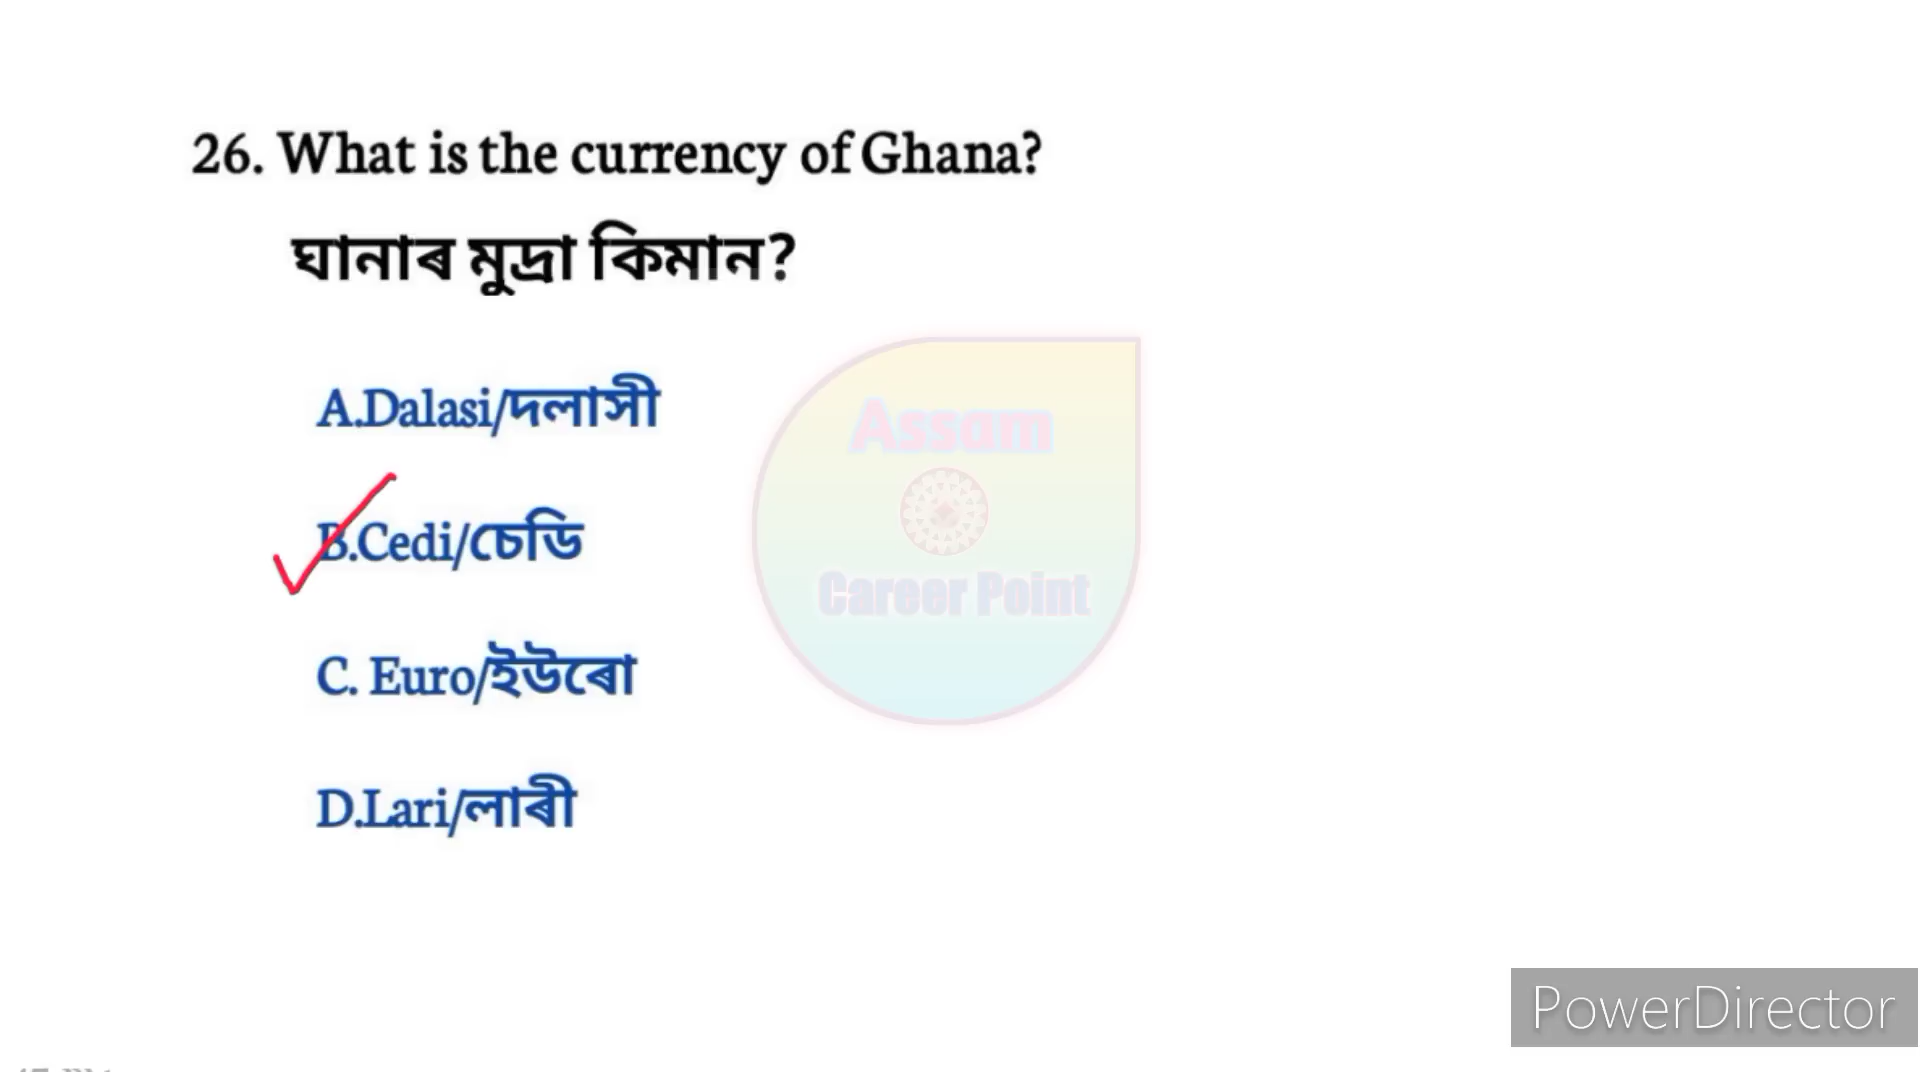 26. What is the currency of Ghana?
ঘানাৰ মুদ্ৰা কিমান?
A.Dalasi/দলাসী
B.Cedi/চেডি
C. Euro/ইউৰো
D.Lari/লাৰী
Assam
Career Point
PowerDirector